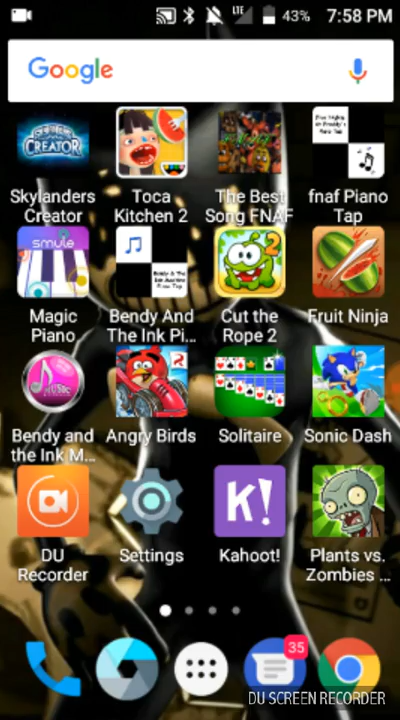 LTE 43% 7:58 PM
Google
CREATOR
Skylanders Creator
Toca Kitchen 2
The Best Song FNAF
fnaf Piano Tap
smule
Magic Piano
Bendy And The Ink Pi...
2
Cut the Rope 2
Fruit Ninja
MUSIC
Bendy and the Ink M...
Angry Birds
Solitaire
Sonic Dash
K!
DU Recorder
Settings
Kahoot!
Plants vs. Zombies ...
35
DU SCREEN RECORDER